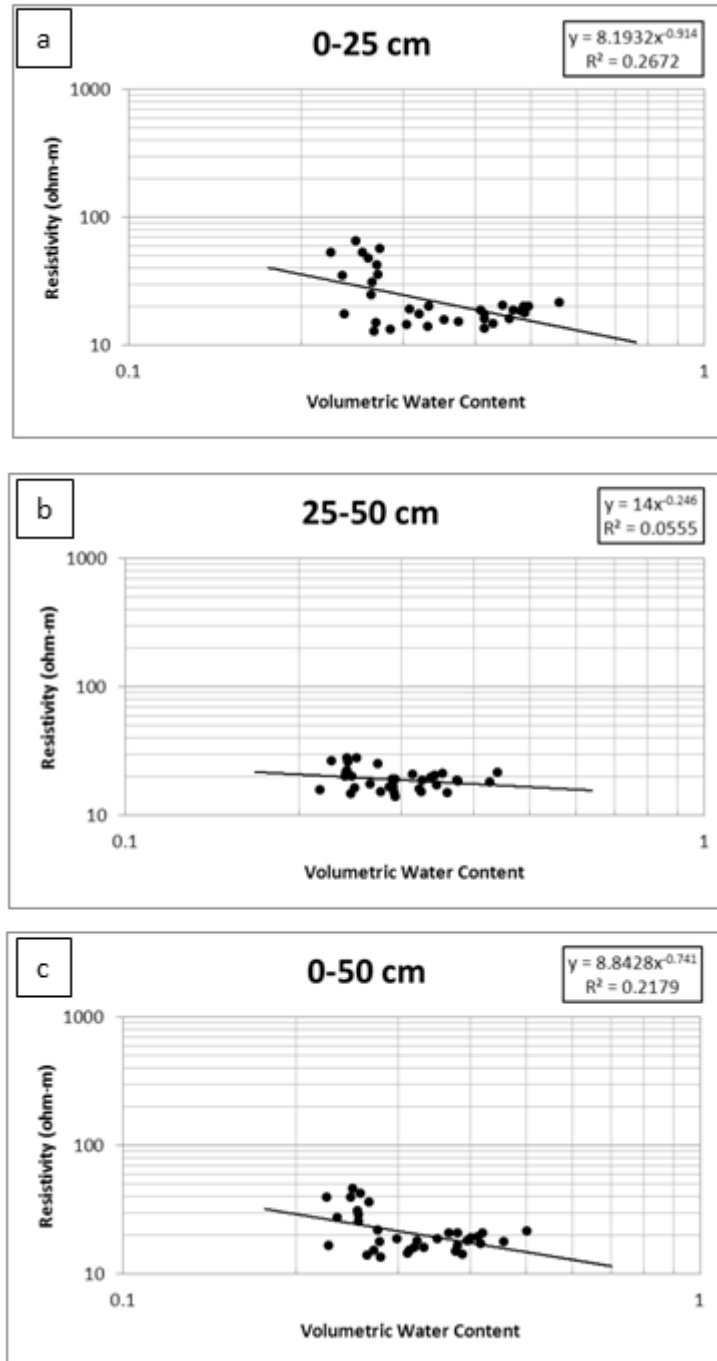 a
0-25 cm
y = 8.1932x^-0.914
R² = 0.2672
1000
100
10
0.1
1
Resistivity (ohm-m)
Volumetric Water Content
b
25-50 cm
y = 14x^-0.246
R² = 0.0555
1000
100
10
0.1
1
Resistivity (ohm-m)
Volumetric Water Content
c
0-50 cm
y = 8.8428x^-0.741
R² = 0.2179
1000
100
10
0.1
1
Resistivity (ohm-m)
Volumetric Water Content